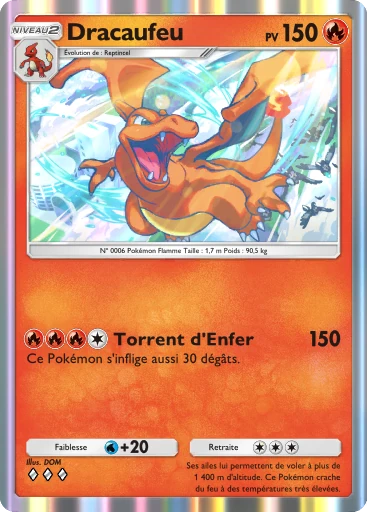 NIVEAU2
Dracaufeu
PV 150
Évolution de : Reptincel
N° 0006 Pokémon Flamme Taille : 1,7 m Poids : 90,5 kg
Torrent d'Enfer 150
Ce Pokémon s'inflige aussi 30 dégâts.
Faiblesse +20
Retraite
Illus. DOM
Ses ailes lui permettent de voler à plus de
1 400 m d'altitude. Ce Pokémon crache
du feu à des températures très élevées.